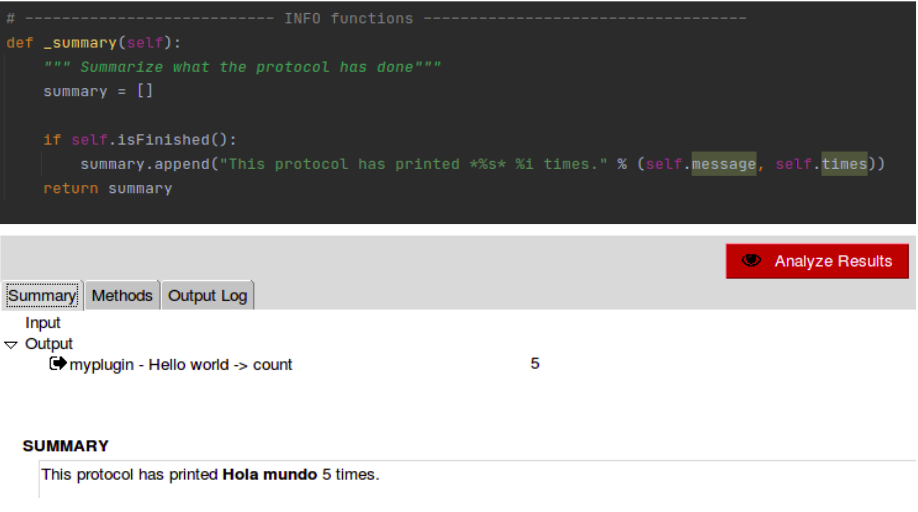 # --------------------------- INFO functions -----------------------------------
def _summary(self):
    """ Summarize what the protocol has done"""
    summary = []
    if self.isFinished():
        summary.append("This protocol has printed *%s* %i times." % (self.message, self.times))
    return summary
Analyze Results
Summary Methods Output Log
Input
Output
myplugin - Hello world -> count 5
SUMMARY
This protocol has printed Hola mundo 5 times.